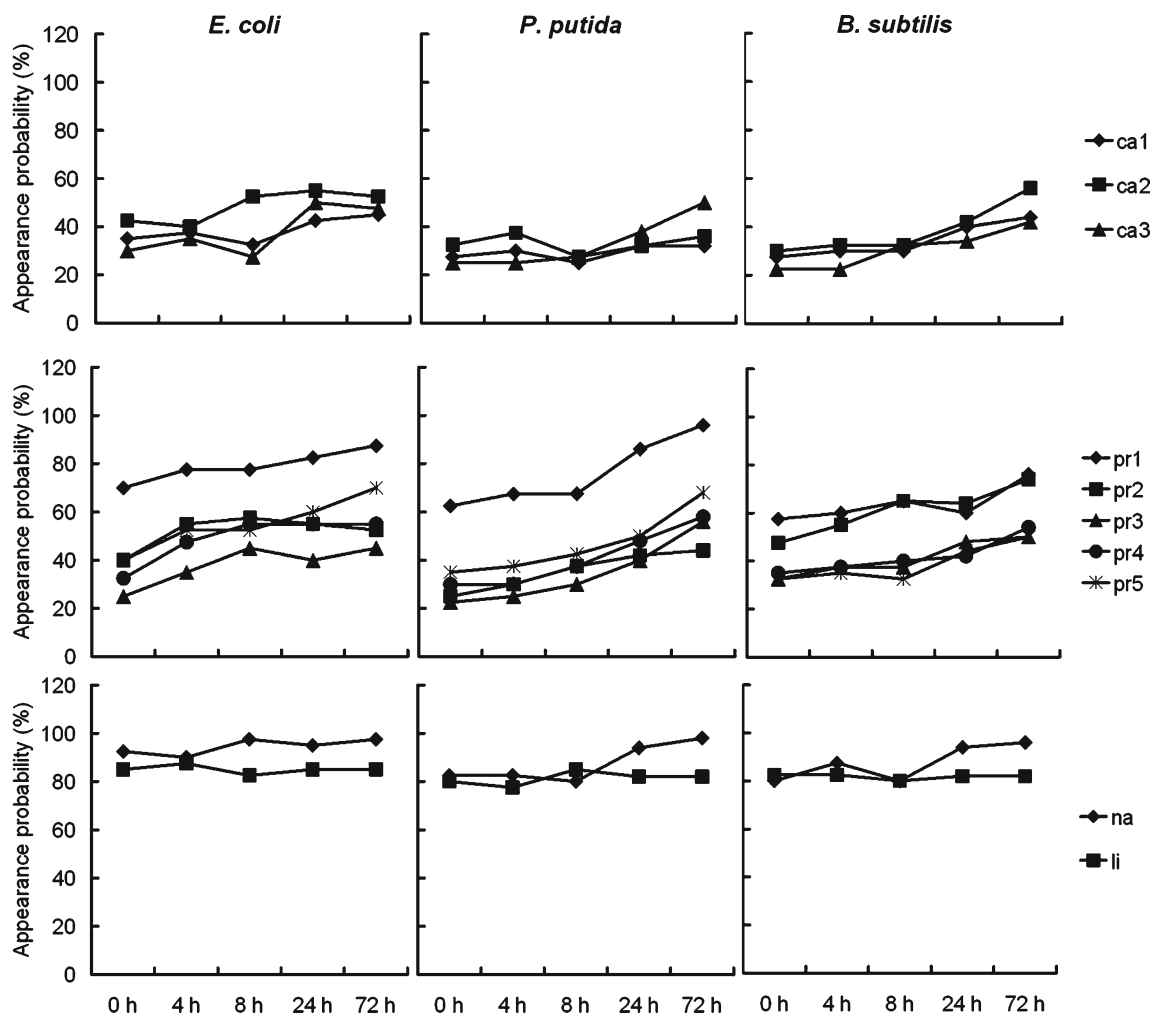 E. coli P. putida B. subtilis
Appearance probability (%)
120
100
80
60
40
20
0
ca1
ca2
ca3
Appearance probability (%)
120
100
80
60
40
20
0
pr1
pr2
pr3
pr4
pr5
Appearance probability (%)
120
100
80
60
40
20
0
na
li
0 h 4 h 8 h 24 h 72 h 0 h 4 h 8 h 24 h 72 h 0 h 4 h 8 h 24 h 72 h